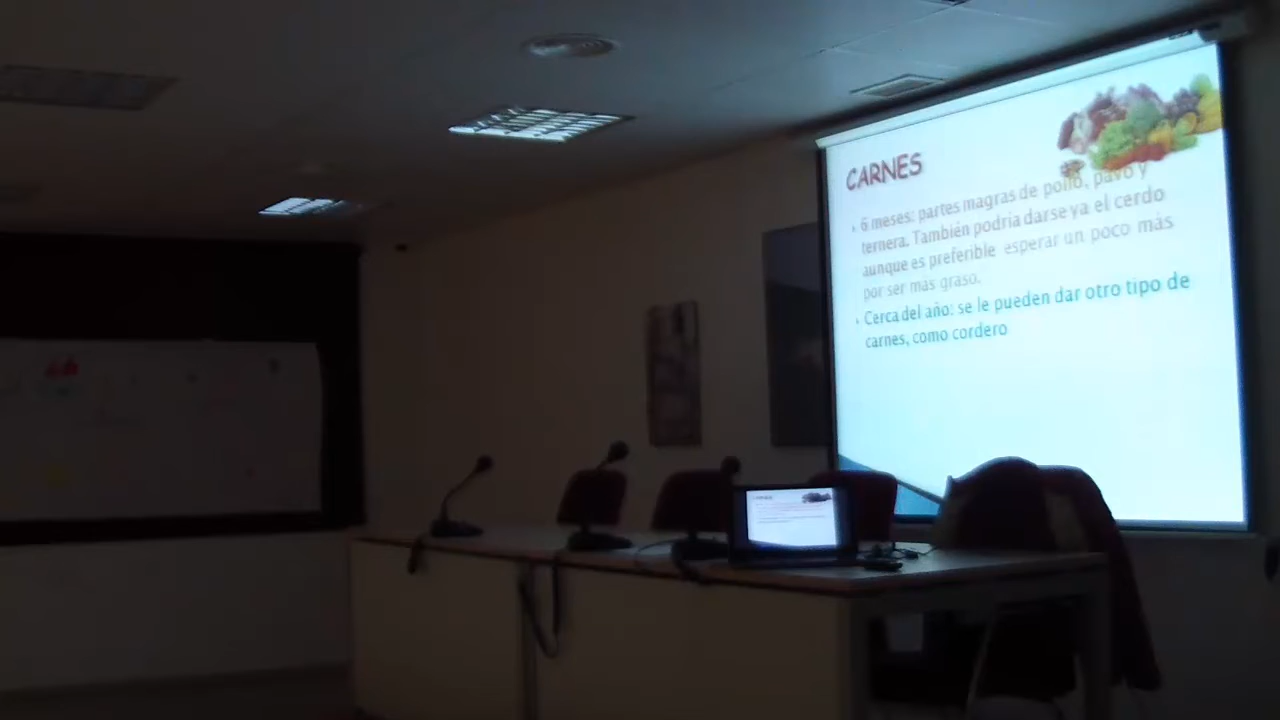 CARNES
6 meses: partes magras de pollo, pavo y
ternera. También podría darse ya el cerdo
aunque es preferible esperar un poco más
por ser más graso.
Cerca del año: se le pueden dar otro tipo de
carnes, como cordero